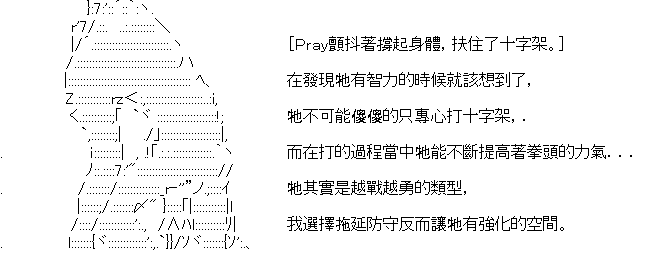 [Pray顫抖著撐起身體，扶住了十字架。]
在發現牠有智力的時候就該想到了，
牠不可能傻傻的只專心打十字架，.
而在打的過程當中牠能不斷提高著拳頭的力氣...
牠其實是越戰越勇的類型，
我選擇拖延防守反而讓牠有強化的空間。